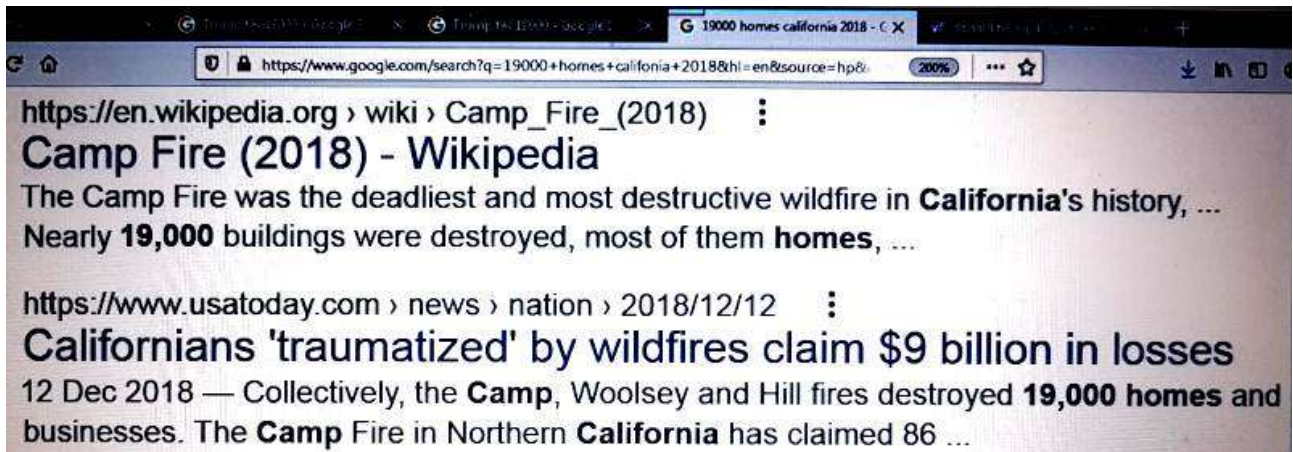 19000 homes california 2018 - G
https://www.google.com/search?q=19000+homes+califonia+2018&hl=en&source=hp& 200%
https://en.wikipedia.org › wiki › Camp_Fire_(2018)
Camp Fire (2018) - Wikipedia
The Camp Fire was the deadliest and most destructive wildfire in California's history, ...
Nearly 19,000 buildings were destroyed, most of them homes, ...
https://www.usatoday.com › news › nation › 2018/12/12
Californians 'traumatized' by wildfires claim $9 billion in losses
12 Dec 2018 — Collectively, the Camp, Woolsey and Hill fires destroyed 19,000 homes and
businesses. The Camp Fire in Northern California has claimed 86 ...